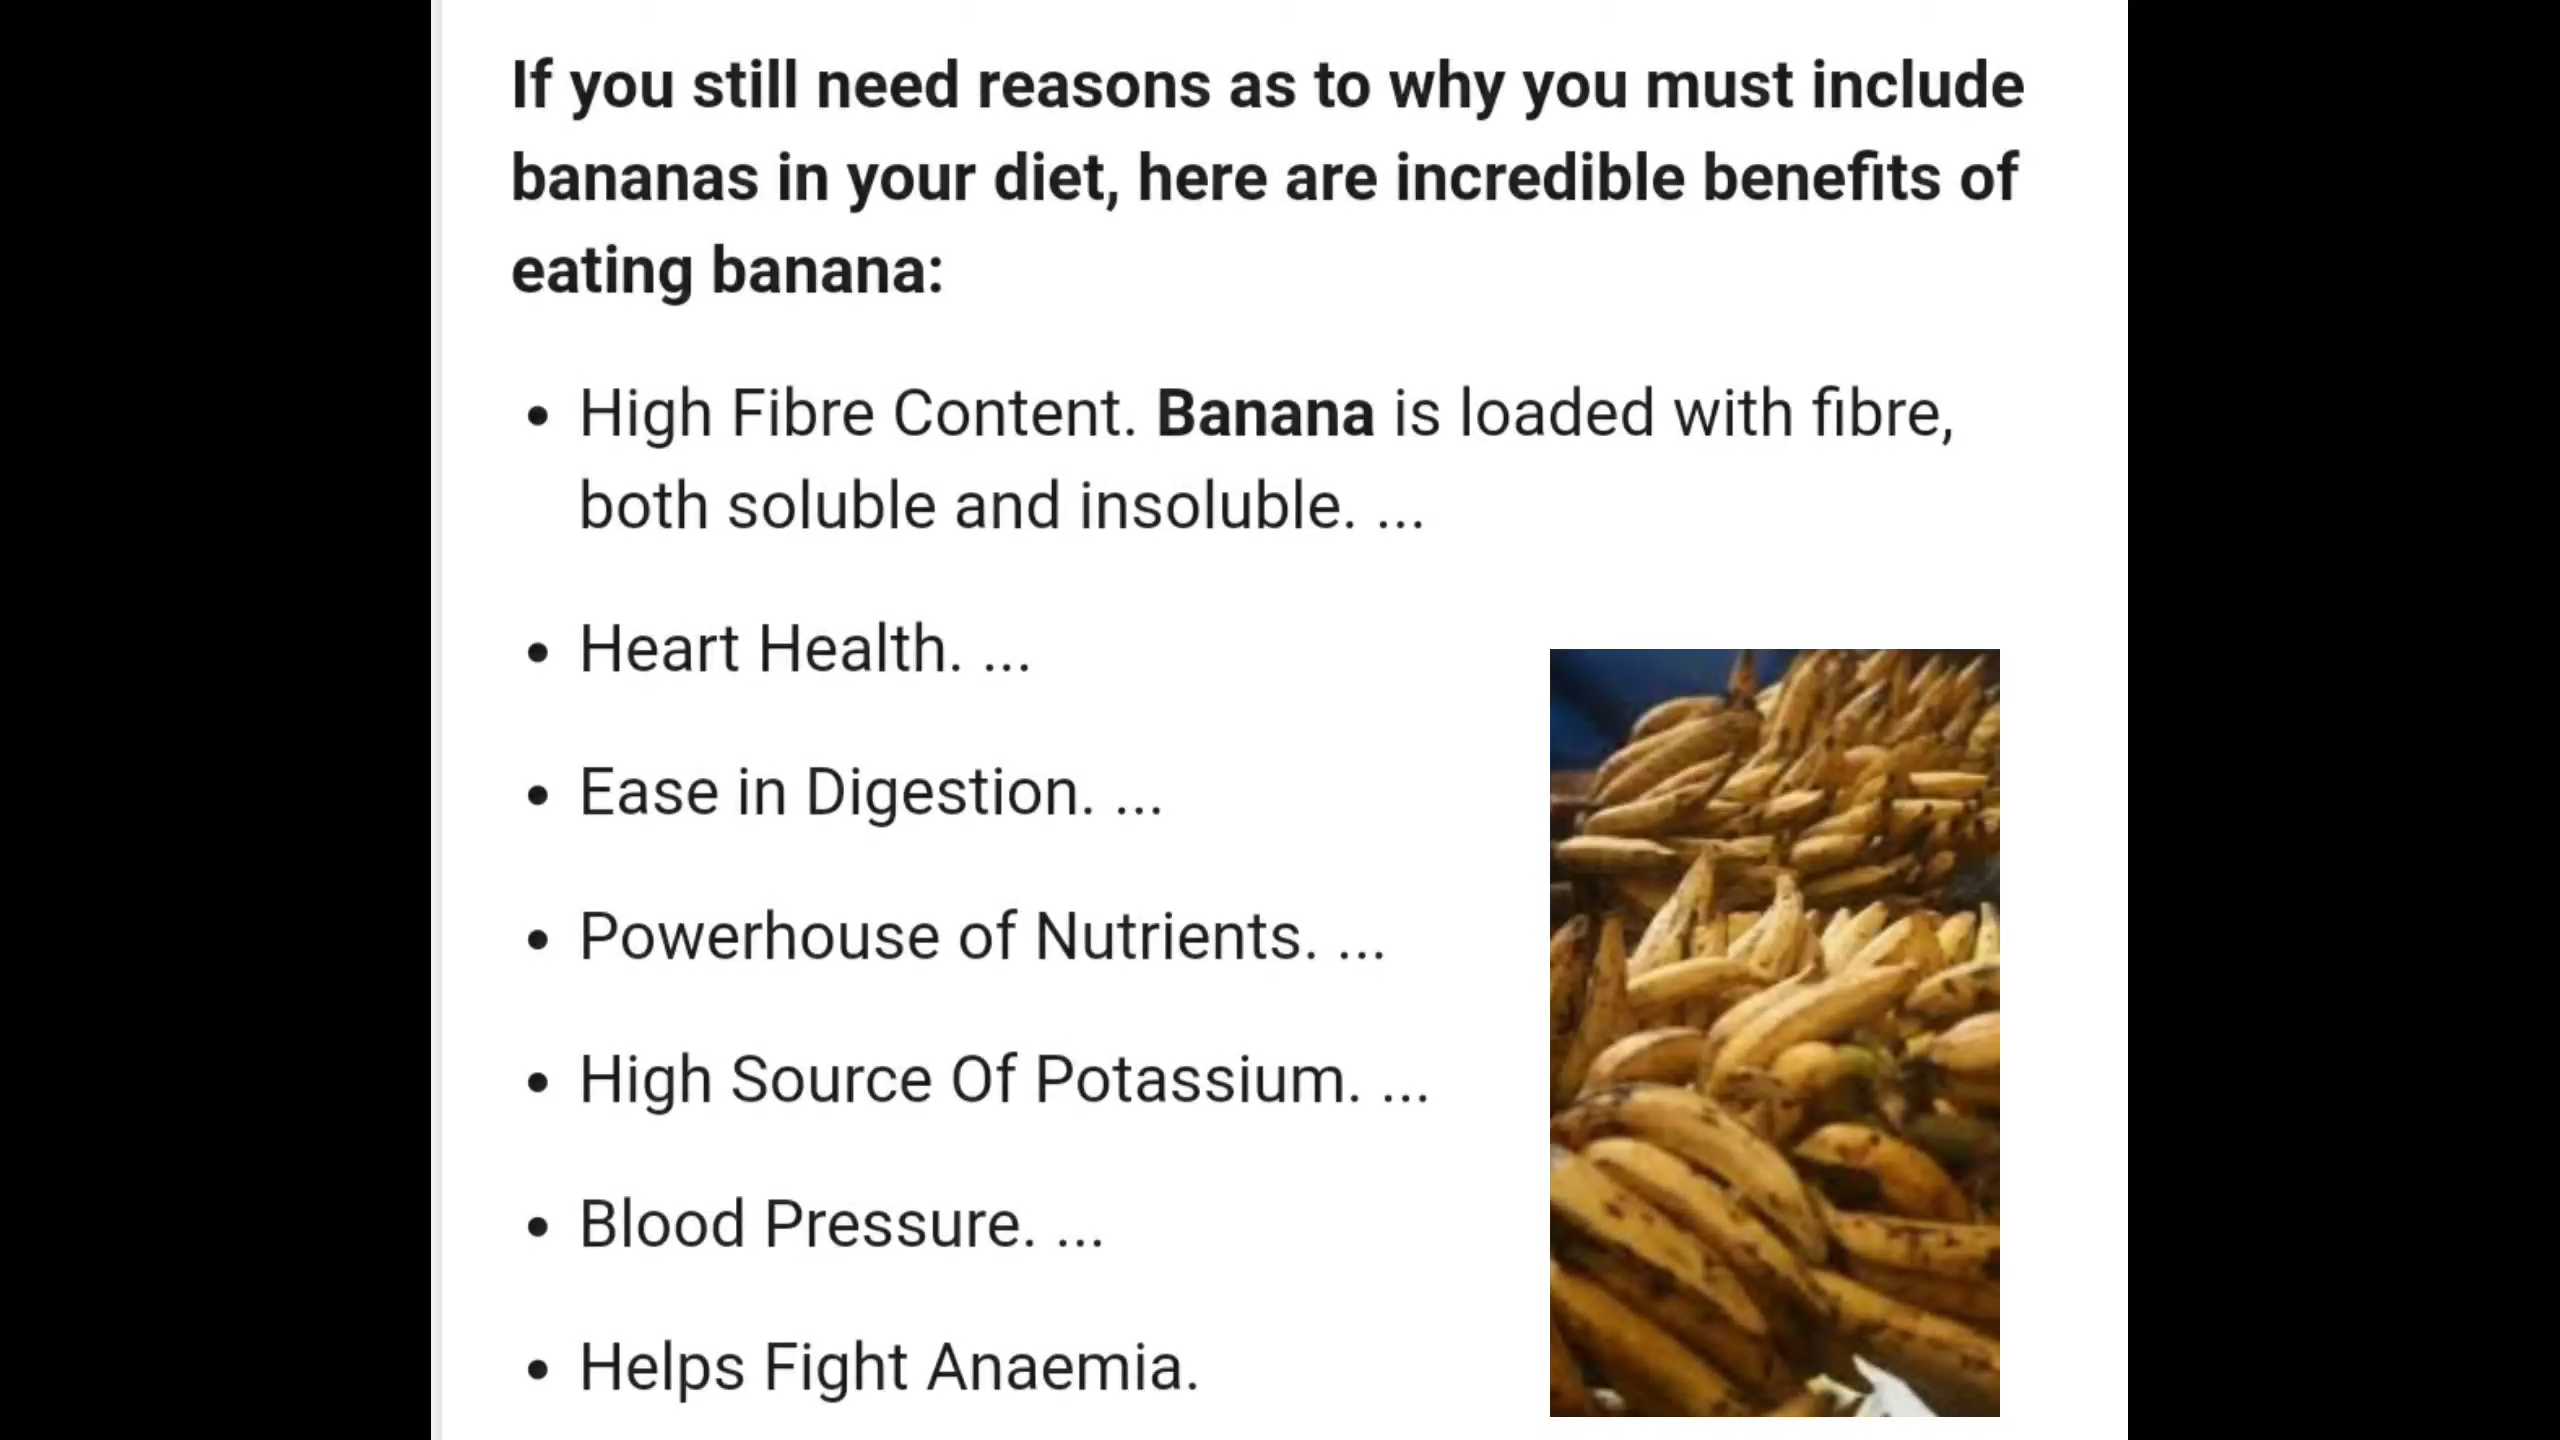 If you still need reasons as to why you must include
bananas in your diet, here are incredible benefits of
eating banana:
• High Fibre Content. Banana is loaded with fibre,
both soluble and insoluble. ...
• Heart Health. ...
• Ease in Digestion. ...
• Powerhouse of Nutrients. ...
• High Source Of Potassium. ...
• Blood Pressure. ...
• Helps Fight Anaemia.